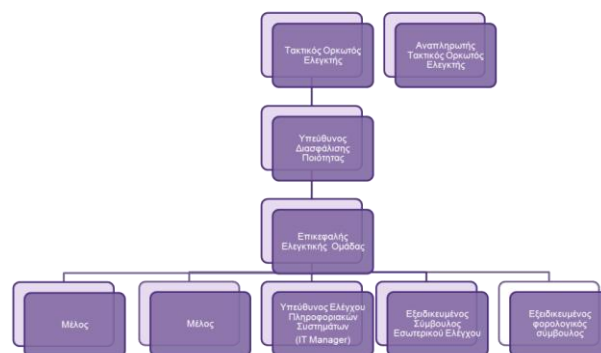 Τακτικός Ορκωτός
Ελεγκτής
Αναπληρωτής
Τακτικός Ορκωτός
Ελεγκτής
Υπεύθυνος
Διασφάλισης
Ποιότητας
Επικεφαλής
Ελεγκτικής Ομάδας
Μέλος
Μέλος
Υπεύθυνος Ελέγχου
Πληροφοριακών
Συστημάτων
(IT Manager)
Εξειδικευμένος
Σύμβουλος
Εσωτερικού Ελέγχου
Εξειδικευμένος
φορολογικός
σύμβουλος